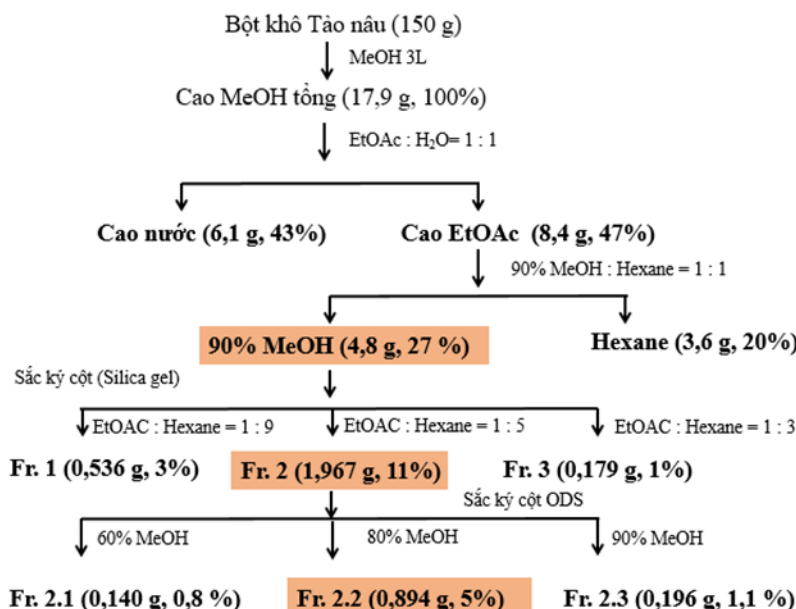 Bột khô Tảo nâu (150 g)
MeOH 3L
Cao MeOH tổng (17,9 g, 100%)
EtOAc : H₂O= 1 : 1
Cao nước (6,1 g, 43%) Cao EtOAc (8,4 g, 47%)
90% MeOH : Hexane = 1 : 1
90% MeOH (4,8 g, 27 %) Hexane (3,6 g, 20%)
Sắc ký cột (Silica gel)
EtOAC : Hexane = 1 : 9 EtOAC : Hexane = 1 : 5 EtOAC : Hexane = 1 : 3
Fr. 1 (0,536 g, 3%) Fr. 2 (1,967 g, 11%) Fr. 3 (0,179 g, 1%)
Sắc ký cột ODS
60% MeOH 80% MeOH 90% MeOH
Fr. 2.1 (0,140 g, 0,8 %) Fr. 2.2 (0,894 g, 5%) Fr. 2.3 (0,196 g, 1,1 %)